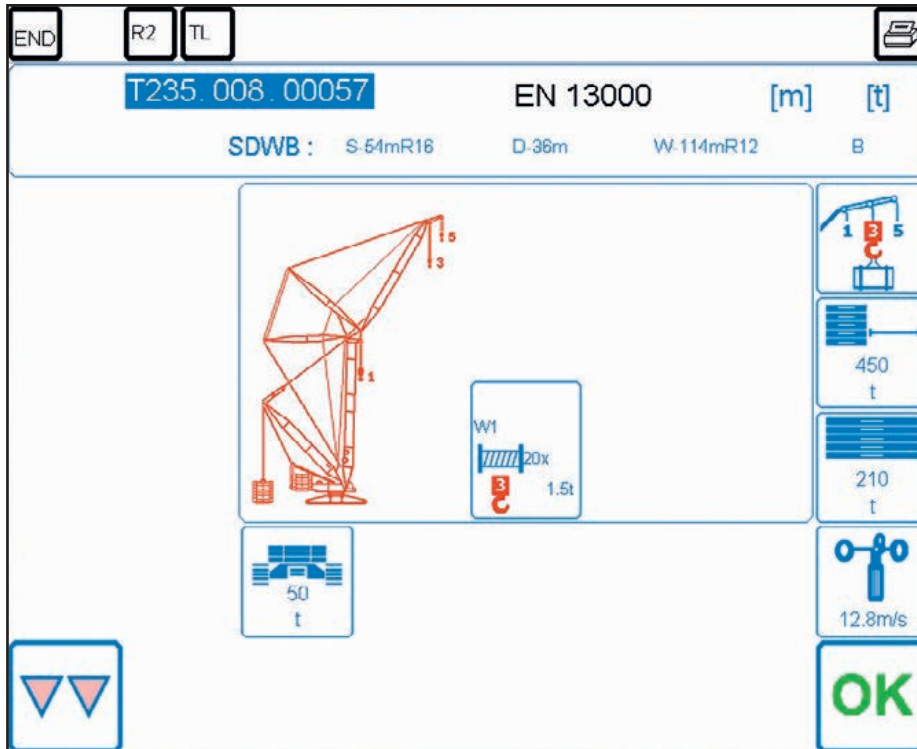 END R2 TL
T235.008.00057 EN 13000 [m] [t]
SDWB : S-54mR16 D-36m W-114mR12 B
5
3
1
1 3 5
W1
20x
3 1.5t
450
t
210
t
50
t
12.8m/s
OK